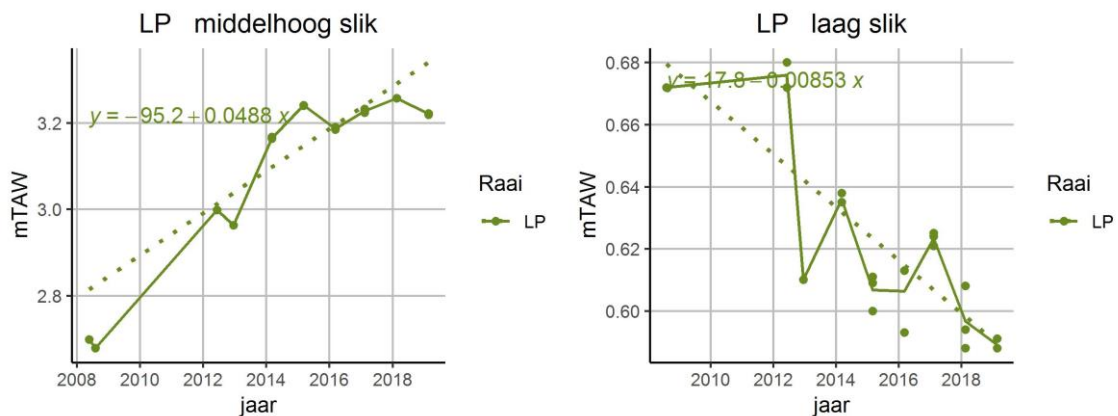 LP middelhoog slik
y = −95.2 + 0.0488 x
3.2
3.0
2.8
mTAW
2008 2010 2012 2014 2016 2018
jaar
Raai
LP
LP laag slik
y = 17.8 − 0.00853 x
0.68
0.66
0.64
0.62
0.60
mTAW
2010 2012 2014 2016 2018
jaar
Raai
LP